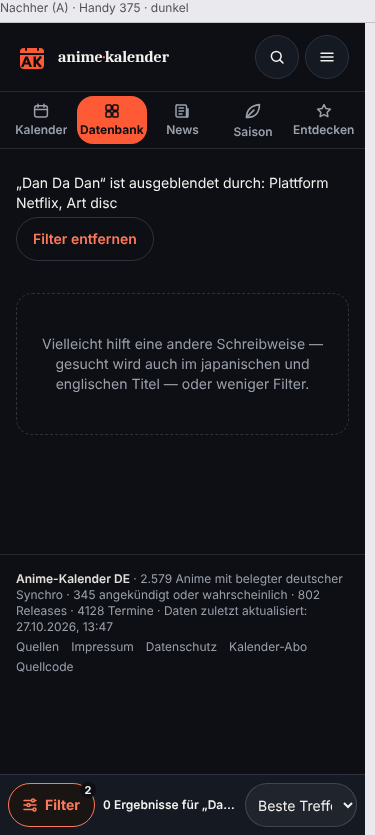 Nachher (A) · Handy 375 · dunkel
AK anime·kalender
Kalender Datenbank News Saison Entdecken
„Dan Da Dan“ ist ausgeblendet durch: Plattform
Netflix, Art disc
Filter entfernen
Vielleicht hilft eine andere Schreibweise —
gesucht wird auch im japanischen und
englischen Titel — oder weniger Filter.
Anime-Kalender DE · 2.579 Anime mit belegter deutscher
Synchro · 345 angekündigt oder wahrscheinlich · 802
Releases · 4128 Termine · Daten zuletzt aktualisiert:
27.10.2026, 13:47
Quellen Impressum Datenschutz Kalender-Abo
Quellcode
Filter 2 0 Ergebnisse für „Da… Beste Treffe